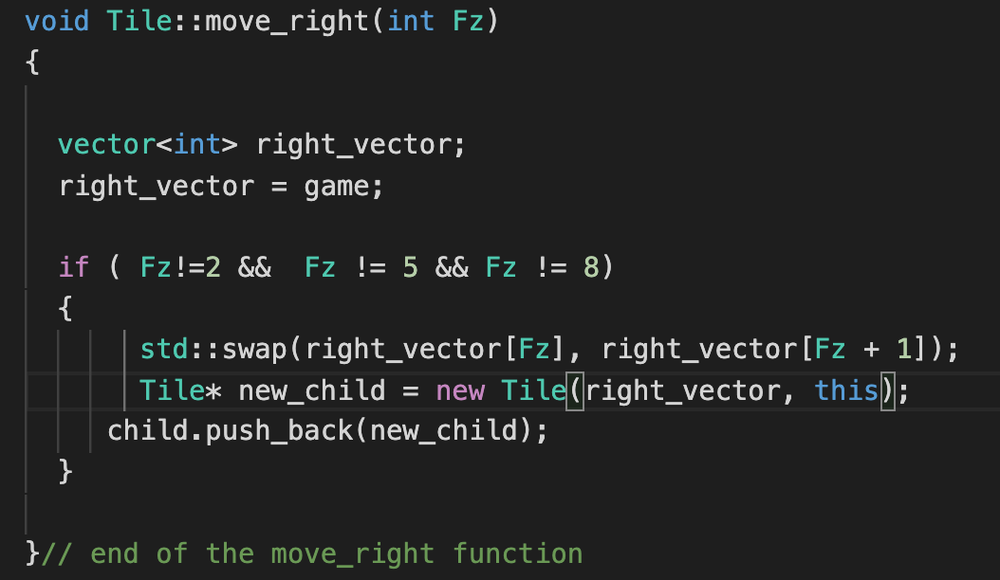 void Tile::move_right(int Fz)
{
vector<int> right_vector;
right_vector = game;
if ( Fz!=2 &&  Fz != 5 && Fz != 8)
{
std::swap(right_vector[Fz], right_vector[Fz + 1]);
Tile* new_child = new Tile(right_vector, this);
child.push_back(new_child);
}
}// end of the move_right function